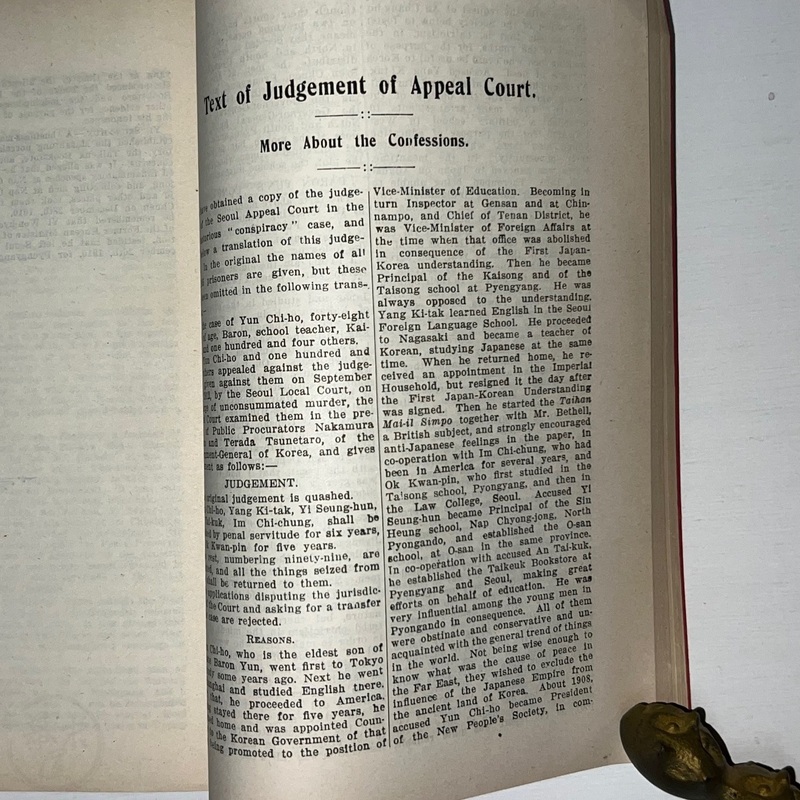 Text of Judgement of Appeal Court.
More About the Confessions.
obtained a copy of the judge-
the Seoul Appeal Court in the
"conspiracy" case, and
a translation of this judge-
the original the names of all
prisoners are given, but these
omitted in the following trans-
case of Yun Chi-ho, forty-eight
age, Baron, school teacher, Kai-
one hundred and four others.
Chi-ho and one hundred and
appealed against the judge-
against them on September
by the Seoul Local Court, on
of unconsummated murder, the
Court examined them in the pre-
Public Procurators Nakamura
and Terada Tsunetaro, of the
General of Korea, and gives
as follows:—
JUDGEMENT.
judgement is quashed.
Yang Ki-tak, Yi Seung-hun,
Im Chi-chung, shall be
by penal servitude for six years,
Kwan-pin for five years.
numbering ninety-nine, are
and all the things seized from
be returned to them.
disputing the jurisdic-
the Court and asking for a transfer
are rejected.
REASONS.
who is the eldest son of
Baron Yun, went first to Tokyo
some years ago. Next he went
and studied English there.
he proceeded to America,
stayed there for five years, he
home and was appointed Coun-
the Korean Government of that
being promoted to the position of
Vice-Minister of Education. Becoming in
turn Inspector at Gensan and at Chin-
nampo, and Chief of Tenan District, he
was Vice-Minister of Foreign Affairs at
the time when that office was abolished
in consequence of the First Japan-
Korea understanding. Then he became
Principal of the Kaisong and of the
Taisong school at Pyengyang. He was
always opposed to the understanding.
Yang Ki-tak learned English in the Seoul
Foreign Language School. He proceeded
to Nagasaki and became a teacher of
Korean, studying Japanese at the same
time. When he returned home, he re-
ceived an appointment in the Imperial
Household, but resigned it the day after
the First Japan-Korean Understanding
was signed. Then he started the Taihan
Mai-il Simpo together with Mr. Bethell,
a British subject, and strongly encouraged
anti-Japanese feelings in the paper, in
co-operation with Im Chi-chung, who had
been in America for several years, and
Ok Kwan-pin, who first studied in the
Taisong school, Pyongyang, and then in
the Law College, Seoul. Accused Yi
Seung-hun became Principal of the Sin
Heung school, Nap Chyong-jong, North
Pyongando, and established the O-san
school, at O-san in the same province.
In co-operation with accused An Tai-kuk,
he established the Taikeuk Bookstore at
Pyengyang and Seoul, making great
efforts on behalf of education. He was
very influential among the young men in
Pyongando in consequence. All of them
were obstinate and conservative and un-
acquainted with the general trend of things
in the world. Not being wise enough to
know what was the cause of peace in
the Far East, they wished to exclude the
influence of the Japanese Empire from
the ancient land of Korea. About 1908,
accused Yun Chi-ho became President
of the New People's Society, in com-